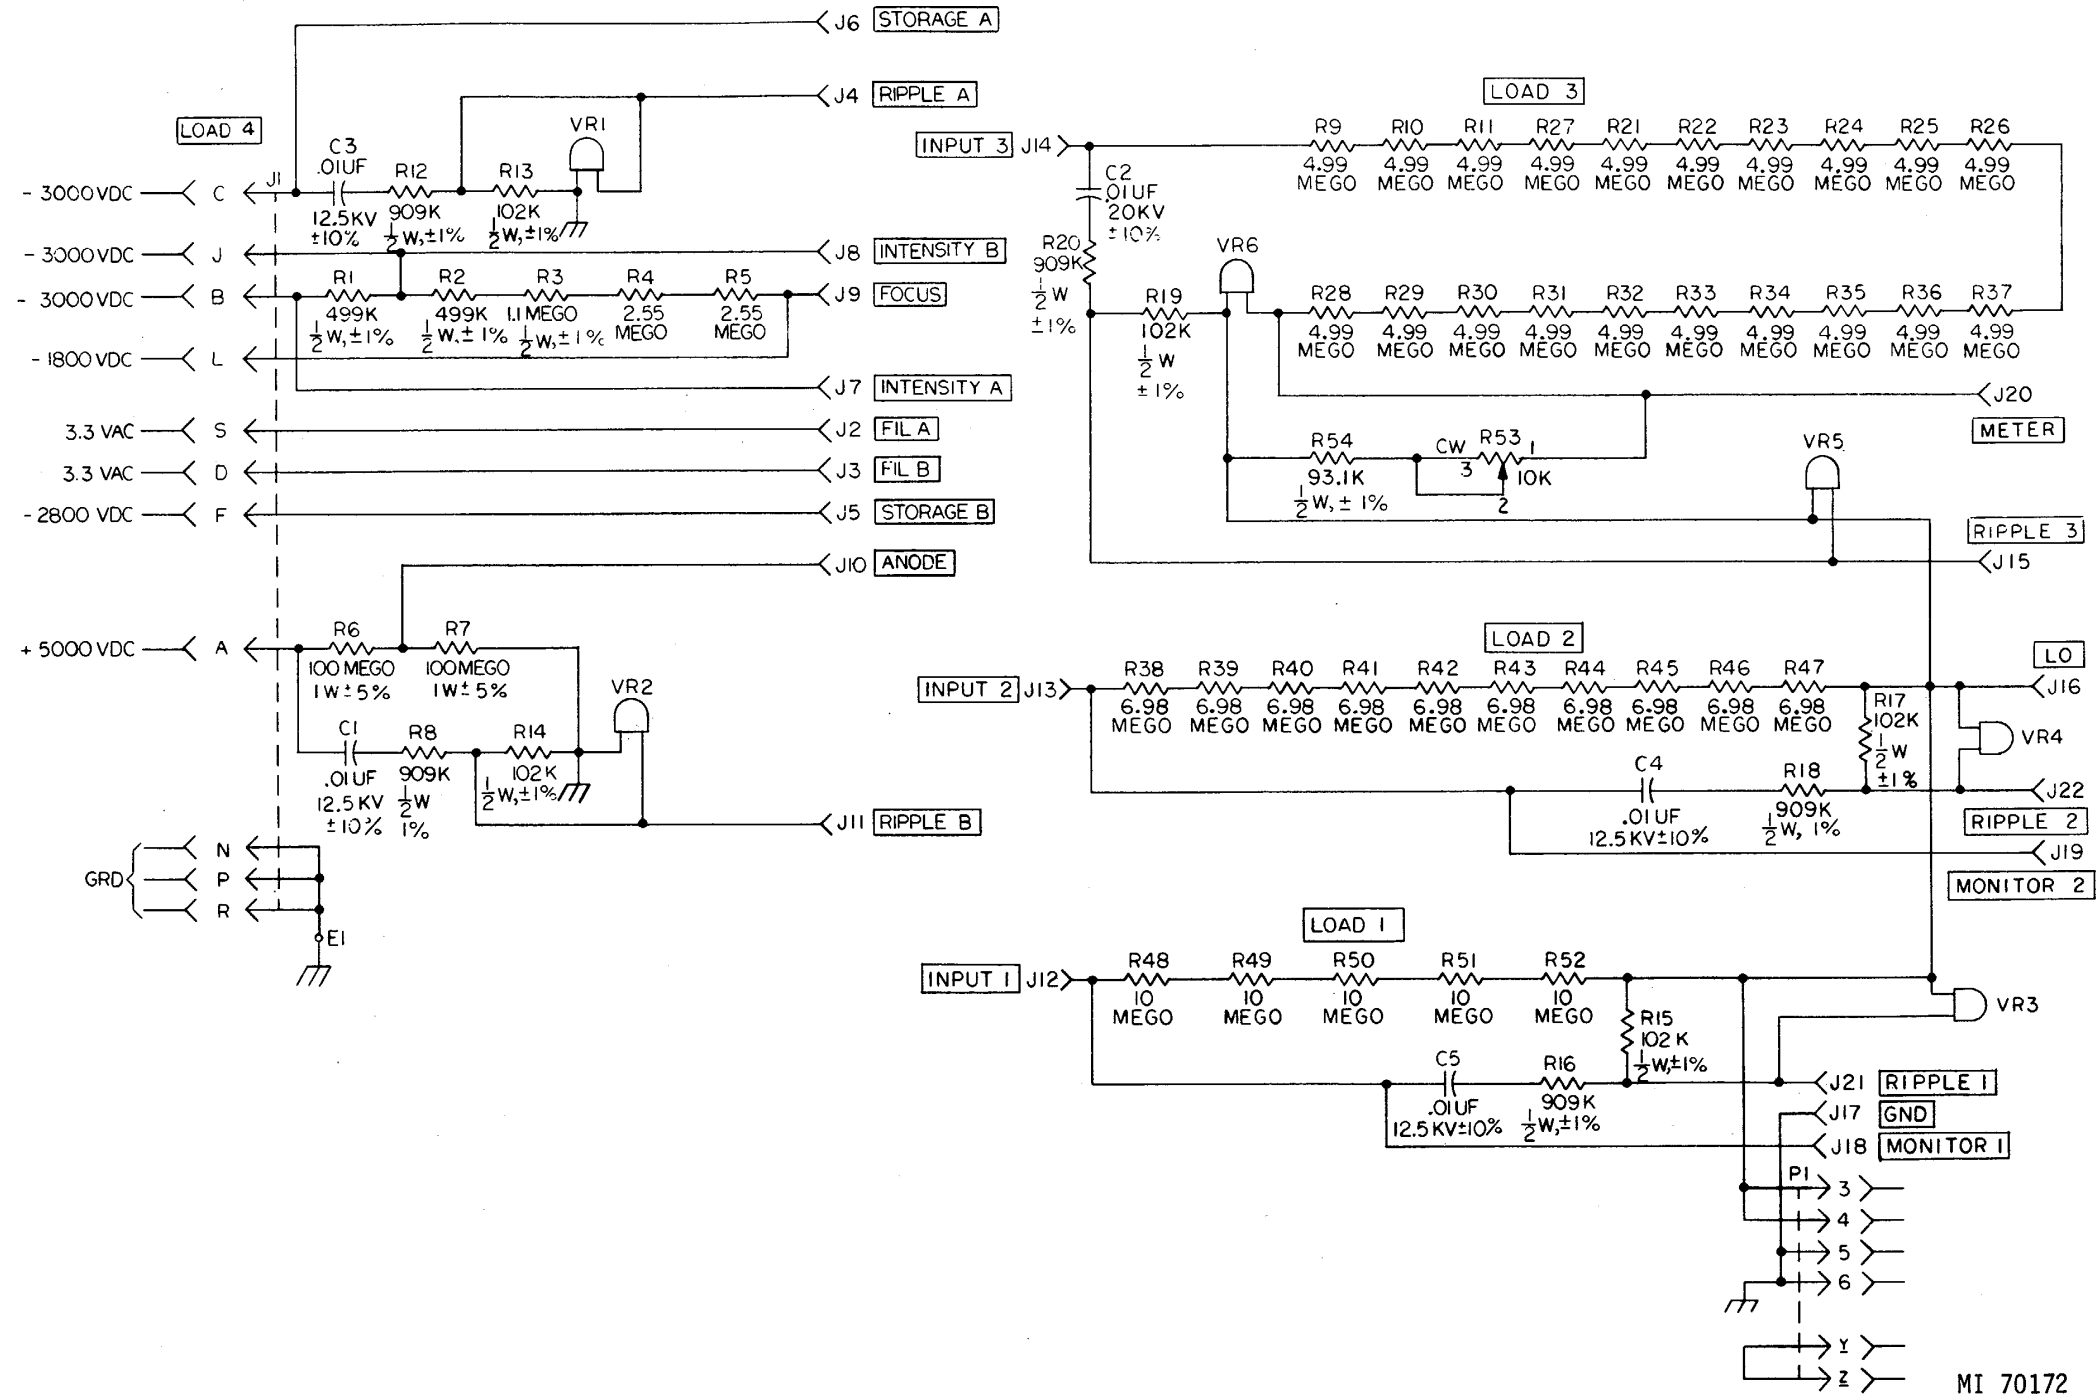 J6 STORAGE A
J4 RIPPLE A
LOAD 4
VR1
C3
.01UF
12.5KV
±10%
R12
909K
1/2W,±1%
R13
102K
1/2W,±1%
J1
- 3000VDC C
- 3000VDC J
J8 INTENSITY B
- 3000VDC B
R1
499K
1/2W,±1%
R2
499K
1/2W,±1%
R3
1.1 MEGO
1/2W,±1%
R4
2.55
MEGO
R5
2.55
MEGO
J9 FOCUS
- 1800 VDC L
J7 INTENSITY A
3.3 VAC S
J2 FIL A
3.3 VAC D
J3 FIL B
-2800 VDC F
J5 STORAGE B
J10 ANODE
+ 5000VDC A
R6
100 MEGO
1W±5%
R7
100MEGO
1W±5%
VR2
C1
.01UF
12.5KV
±10%
R8
909K
1/2W
1%
R14
102K
1/2W,±1%
J11 RIPPLE B
GRD
N
P
R
E1
LOAD 3
INPUT 3 J14
R9 R10 R11 R27 R21 R22 R23 R24 R25 R26
4.99 4.99 4.99 4.99 4.99 4.99 4.99 4.99 4.99 4.99
MEGO MEGO MEGO MEGO MEGO MEGO MEGO MEGO MEGO MEGO
C2
.01UF
20KV
±10%
R20
909K
1/2W
±1%
R19
102K
1/2W
±1%
VR6
R28 R29 R30 R31 R32 R33 R34 R35 R36 R37
4.99 4.99 4.99 4.99 4.99 4.99 4.99 4.99 4.99 4.99
MEGO MEGO MEGO MEGO MEGO MEGO MEGO MEGO MEGO MEGO
J20
METER
R54
93.1K
1/2W,±1%
CW R53 1
3 10K
2
VR5
RIPPLE 3
J15
LOAD 2
LO
INPUT 2 J13
R38 R39 R40 R41 R42 R43 R44 R45 R46 R47
6.98 6.98 6.98 6.98 6.98 6.98 6.98 6.98 6.98 6.98
MEGO MEGO MEGO MEGO MEGO MEGO MEGO MEGO MEGO MEGO
J16
R17
102K
1/2W
±1%
VR4
C4
.01UF
12.5KV±10%
R18
909K
1/2W, 1%
J22
RIPPLE 2
J19
MONITOR 2
LOAD 1
INPUT 1 J12
R48 R49 R50 R51 R52
10 10 10 10 10
MEGO MEGO MEGO MEGO MEGO
VR3
R15
102K
1/2W,±1%
C5
.01UF
12.5KV±10%
R16
909K
1/2W,±1%
J21 RIPPLE 1
J17 GND
J18 MONITOR 1
P1
3
4
5
6
Y
Z
MI 70172